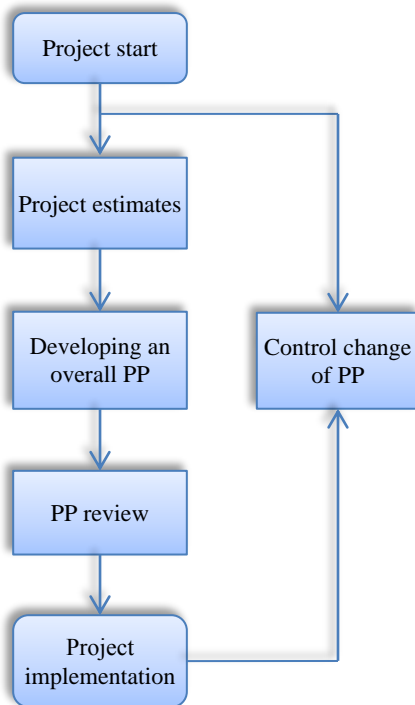 Project start
Project estimates
Developing an
overall PP
Control change
of PP
PP review
Project
implementation